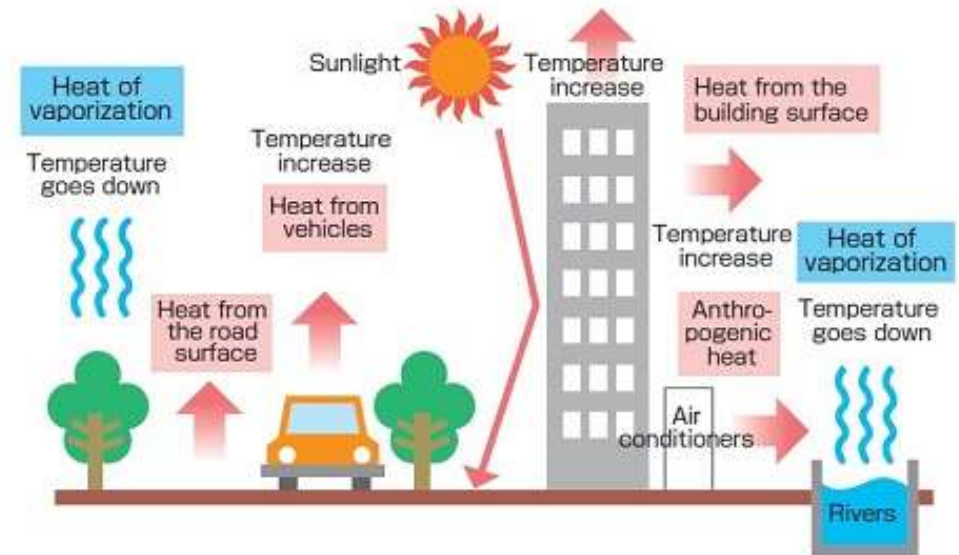 Sunlight
Temperature
increase
Heat of
vaporization
Temperature
goes down
Temperature
increase
Heat from
vehicles
Heat from the
building surface
Temperature
increase
Heat of
vaporization
Heat from
the road
surface
Anthro-
pogenic
heat
Temperature
goes down
Air
conditioners
Rivers